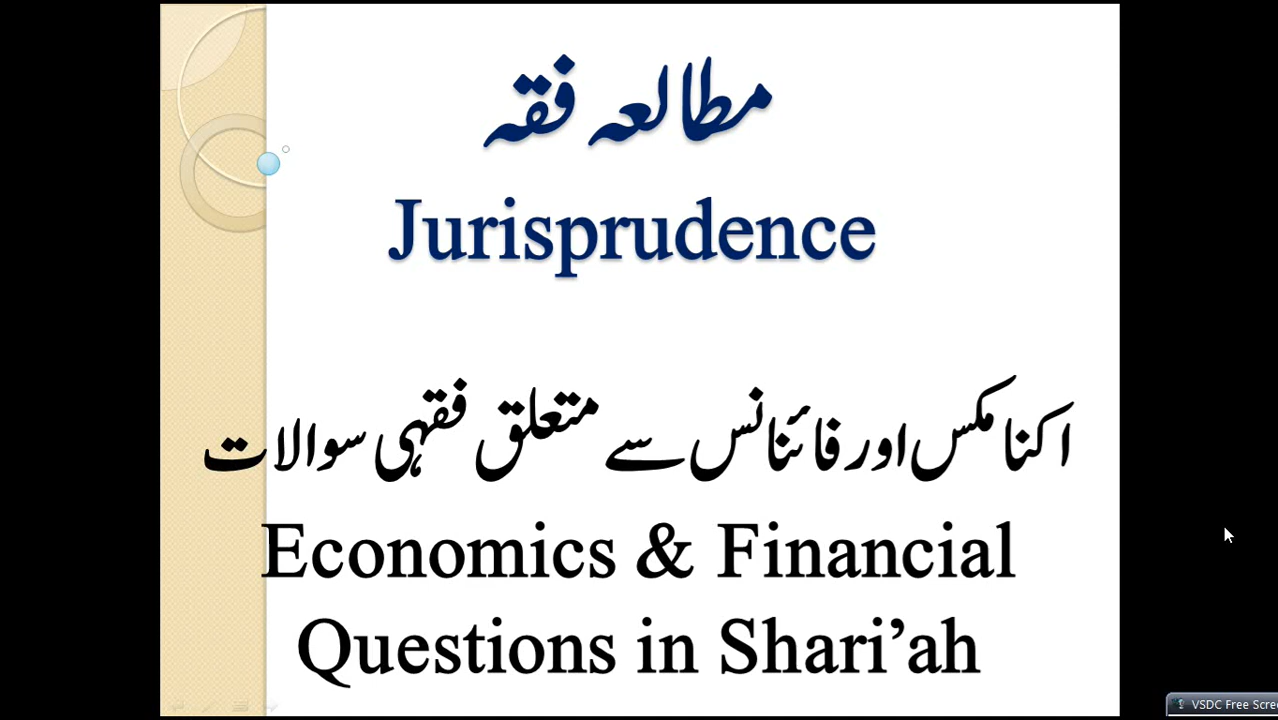 مطالعہ فقہ
Jurisprudence
اکنامکس اور فائنانس سے متعلق فقہی سوالات
Economics & Financial
Questions in Shari’ah
VSDC Free Scre